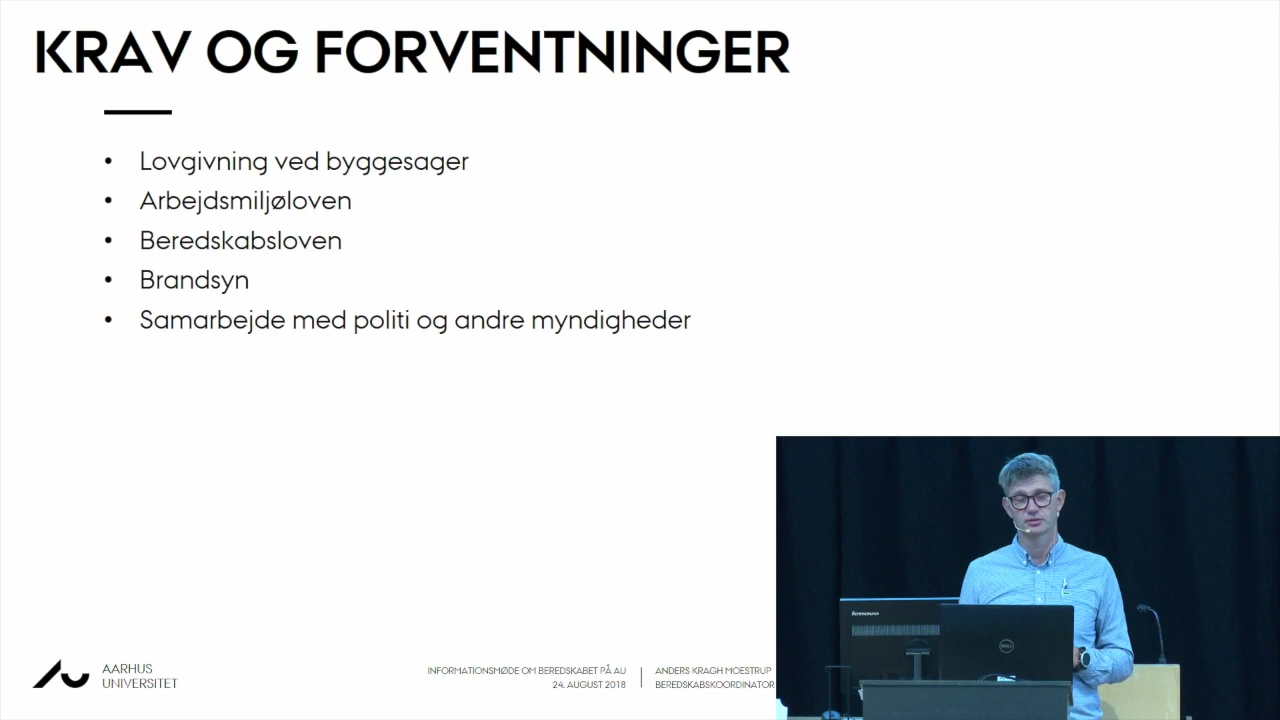 KRAV OG FORVENTNINGER
• Lovgivning ved byggesager
• Arbejdsmiljøloven
• Beredskabsloven
• Brandsyn
• Samarbejde med politi og andre myndigheder
AARHUS
UNIVERSITET
INFORMATIONSMØDE OM BEREDSKABET PÅ AU
24. AUGUST 2018
ANDERS KRAGH MOESTRUP
BEREDSKABSKOORDINATOR
lenovo
DELL